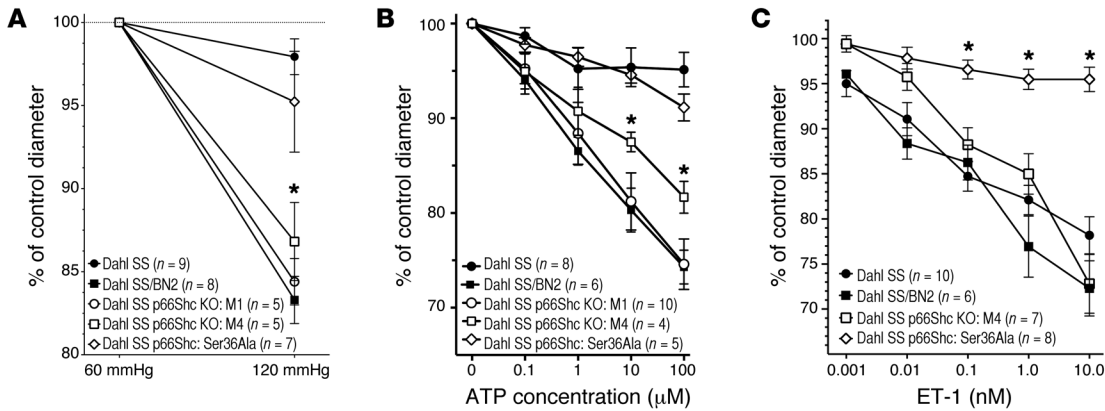 A
% of control diameter
100
95
90
85
80
*
Dahl SS (n = 9)
Dahl SS/BN2 (n = 8)
Dahl SS p66Shc KO: M1 (n = 5)
Dahl SS p66Shc KO: M4 (n = 5)
Dahl SS p66Shc: Ser36Ala (n = 7)
60 mmHg 120 mmHg
B
% of control diameter
100
90
80
70
*
*
Dahl SS (n = 8)
Dahl SS/BN2 (n = 6)
Dahl SS p66Shc KO: M1 (n = 10)
Dahl SS p66Shc KO: M4 (n = 4)
Dahl SS p66Shc: Ser36Ala (n = 5)
0 0.1 1 10 100
ATP concentration (μM)
C
% of control diameter
100
95
90
85
80
75
70
* * *
Dahl SS (n = 10)
Dahl SS/BN2 (n = 6)
Dahl SS p66Shc KO: M4 (n = 7)
Dahl SS p66Shc: Ser36Ala (n = 8)
0.001 0.01 0.1 1.0 10.0
ET-1 (nM)